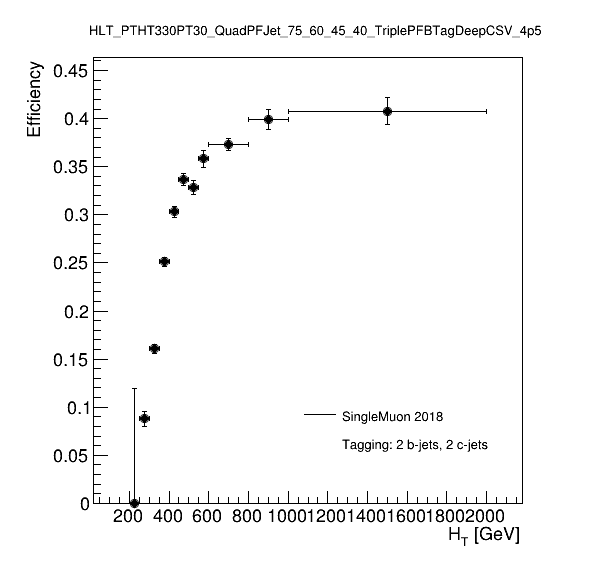 HLT_PTHT330PT30_QuadPFJet_75_60_45_40_TriplePFBTagDeepCSV_4p5
Efficiency
0.45
0.4
0.35
0.3
0.25
0.2
0.15
0.1
0.05
0
SingleMuon 2018
Tagging: 2 b-jets, 2 c-jets
200 400 600 800 1000 1200 1400 1600 1800 2000
H_T [GeV]